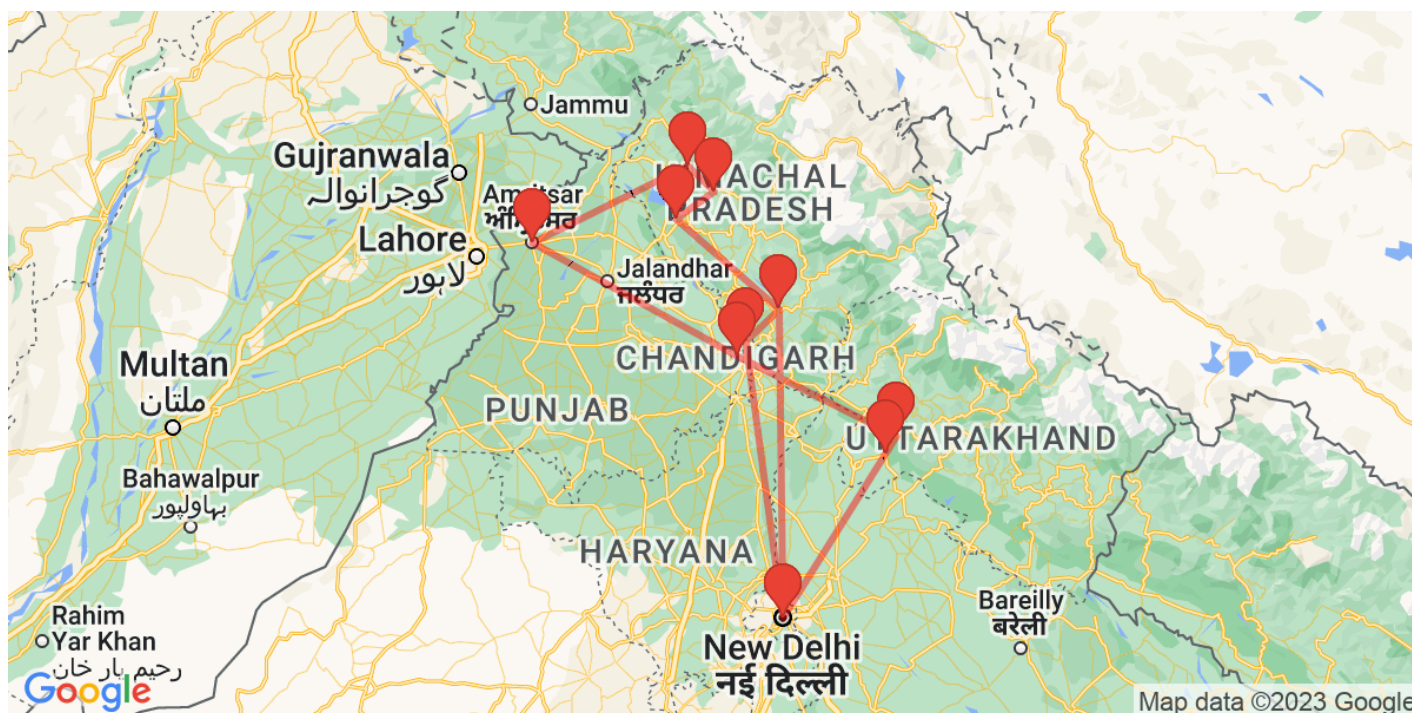 Jammu
Gujranwala
گوجرانوالہ
Amritsar
ਅੰਮ੍ਰਿਤਸਰ
HIMACHAL
PRADESH
Lahore
لاہور
Jalandhar
ਜਲੰਧਰ
CHANDIGARH
Multan
ملتان
PUNJAB
UTTARAKHAND
Bahawalpur
بہاولپور
HARYANA
Bareilly
बरेली
Rahim
Yar Khan
رحیم یار خان
New Delhi
नई दिल्ली
Google
Map data ©2023 Google